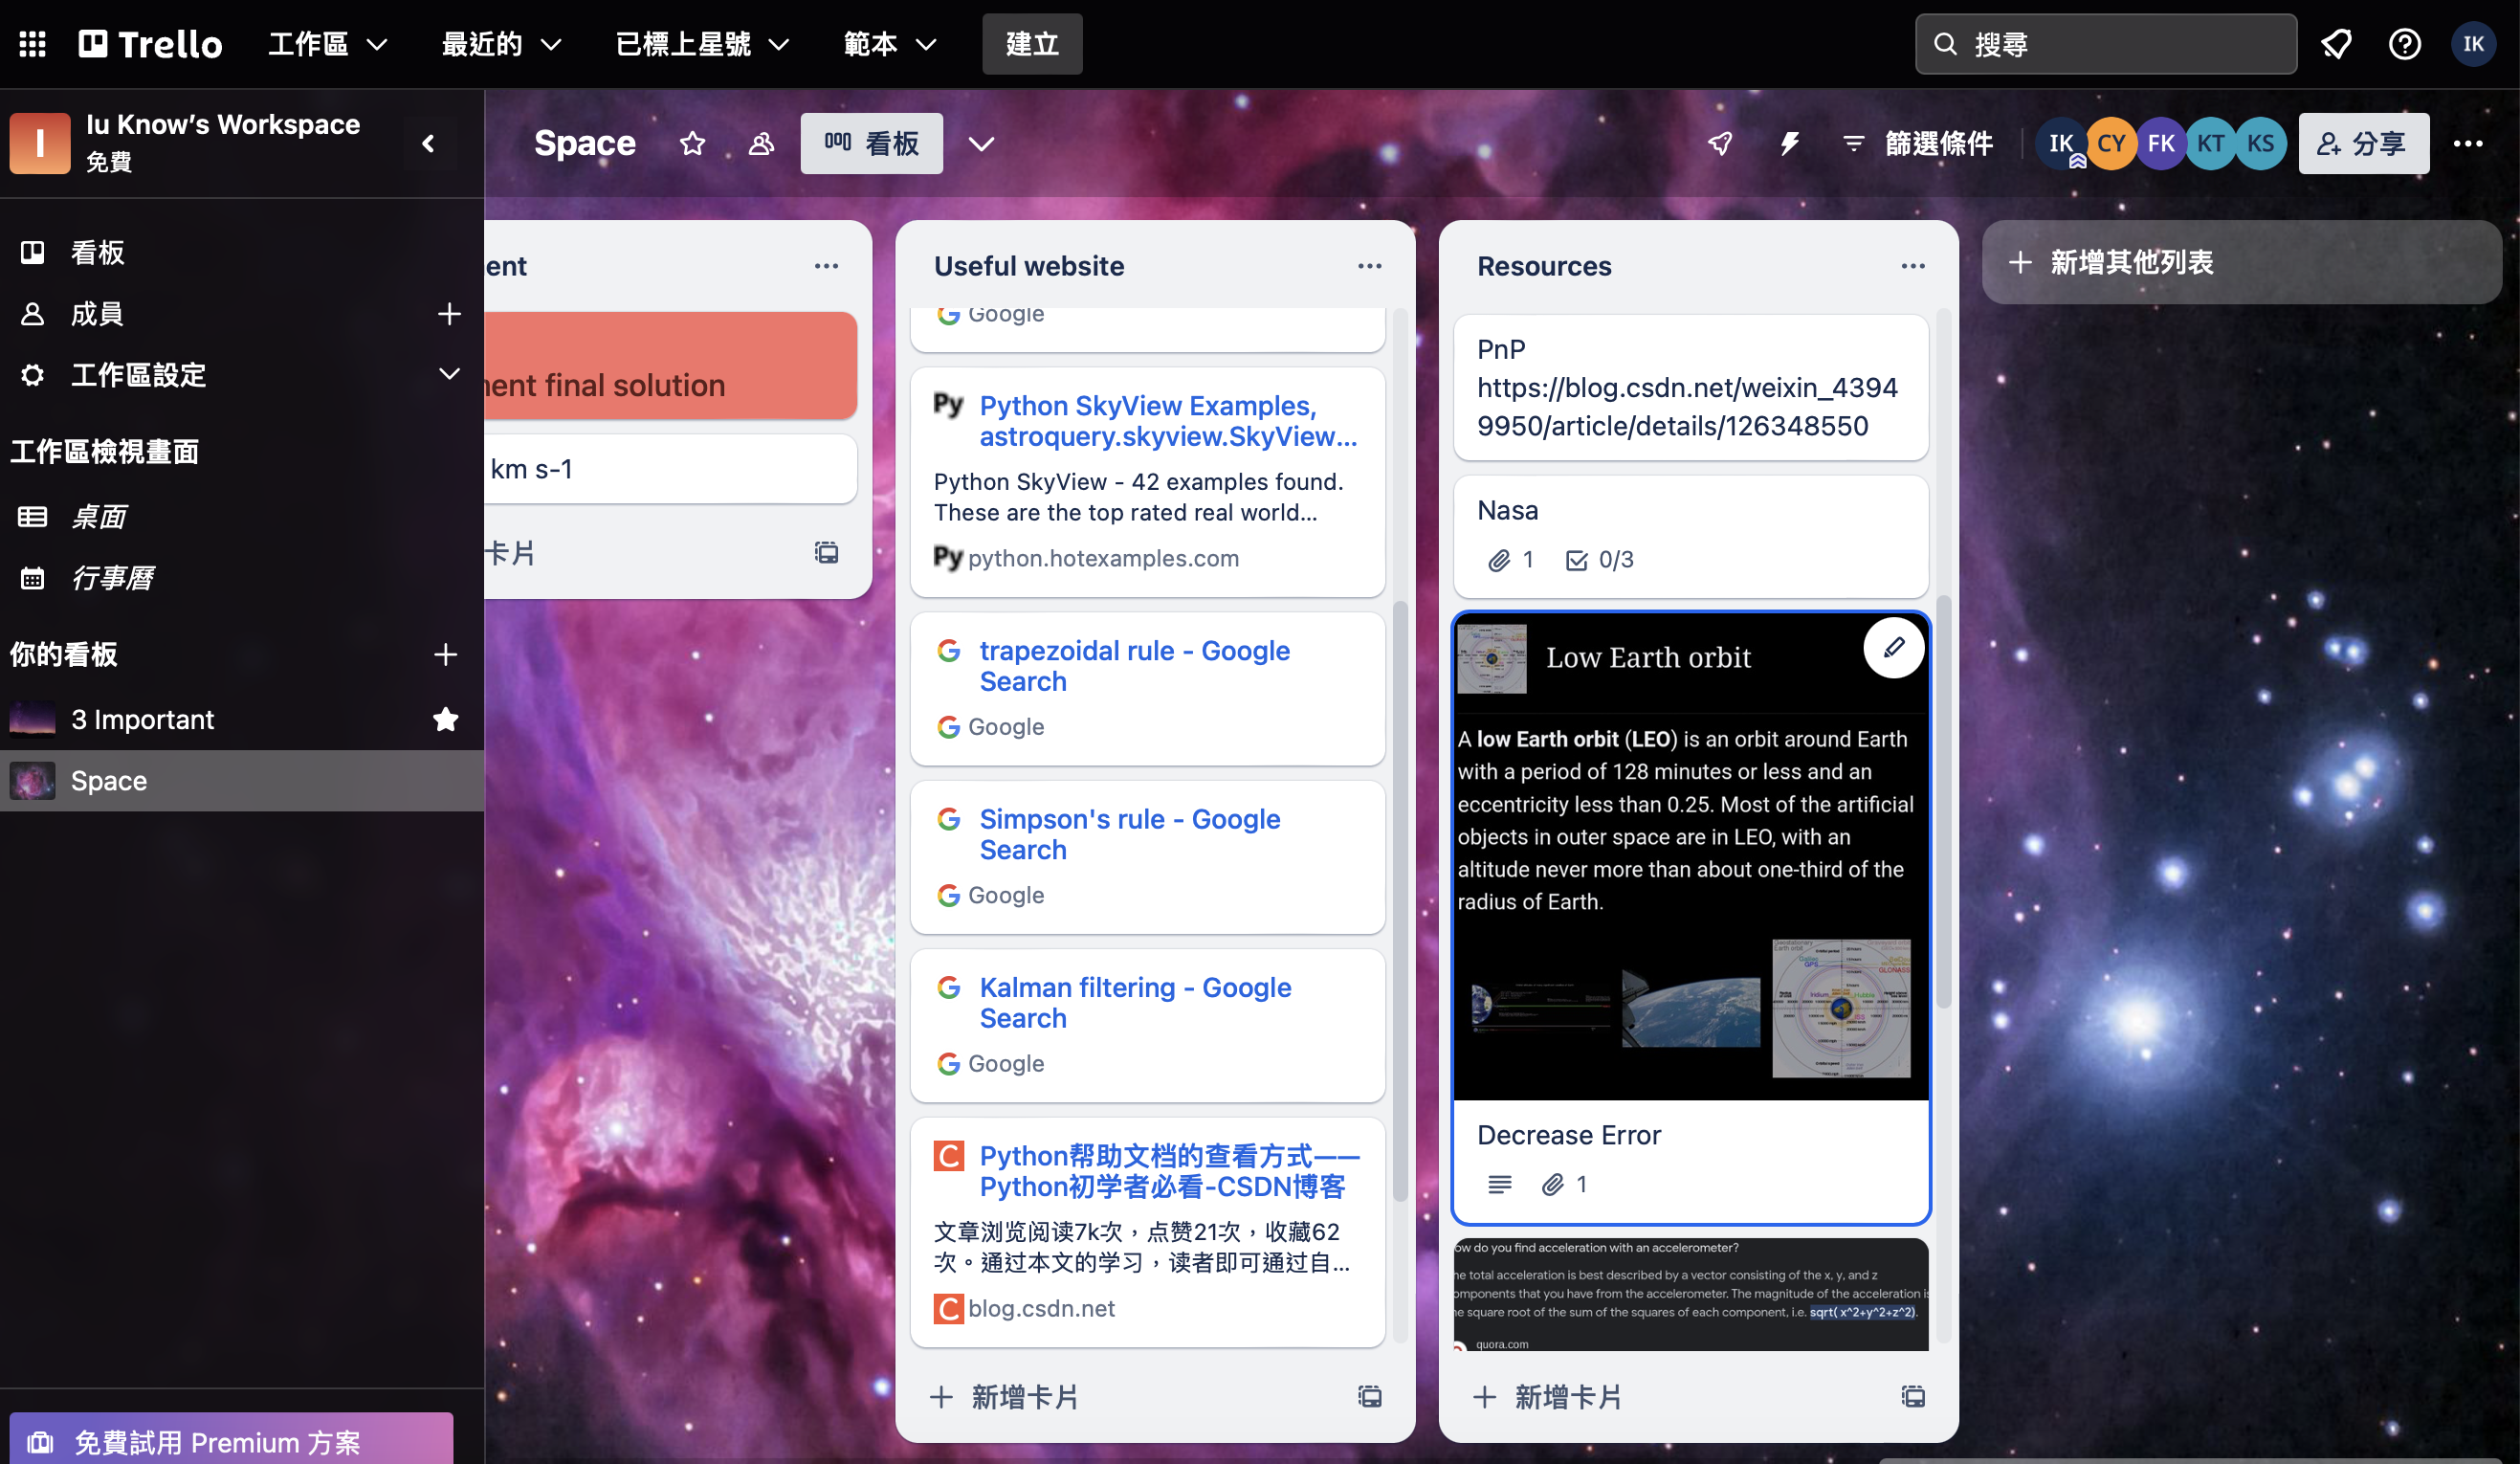 Trello
工作區
最近的
已標上星號
範本
建立
搜尋
IK
I
Iu Know's Workspace
免費
看板
成員
工作區設定
工作區檢視畫面
桌面
行事曆
你的看板
3 Important
Space
免費試用 Premium 方案
Space
看板
篩選條件
IK
CY
FK
KT
KS
分享
ent
ent final solution
km s-1
卡片
Useful website
Google
Python SkyView Examples,
astroquery.skyview.SkyView...
Python SkyView - 42 examples found.
These are the top rated real world...
Py python.hotexamples.com
trapezoidal rule - Google
Search
Google
Simpson's rule - Google
Search
Google
Kalman filtering - Google
Search
Google
C Python帮助文档的查看方式——
Python初学者必看-CSDN博客
文章浏览阅读7k次，点赞21次，收藏62
次。通过本文的学习，读者即可通过自...
C blog.csdn.net
新增卡片
Resources
PnP
https://blog.csdn.net/weixin_4394
9950/article/details/126348550
Nasa
1 0/3
Low Earth orbit
A low Earth orbit (LEO) is an orbit around Earth
with a period of 128 minutes or less and an
eccentricity less than 0.25. Most of the artificial
objects in outer space are in LEO, with an
altitude never more than about one-third of the
radius of Earth.
Decrease Error
1
ow do you find acceleration with an accelerometer?
he total acceleration is best described by a vector consisting of the x, y, and z
omponents that you have from the accelerometer. The magnitude of the acceleration is
he square root of the sum of the squares of each component, i.e. sqrt( x^2+y^2+z^2).
quora.com
新增卡片
新增其他列表